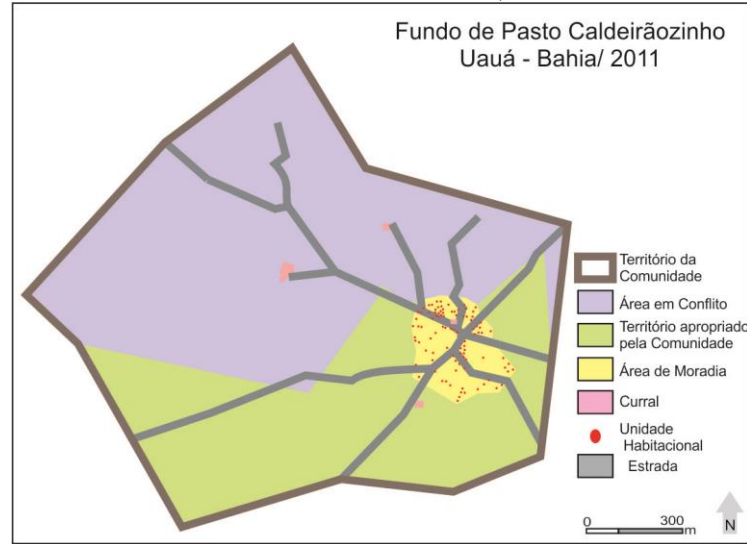 Fundo de Pasto Caldeirãozinho
Uauá - Bahia/ 2011
Território da
Comunidade
Área em Conflito
Território apropriado
pela Comunidade
Área de Moradia
Curral
Unidade
Habitacional
Estrada
0 300
m
N